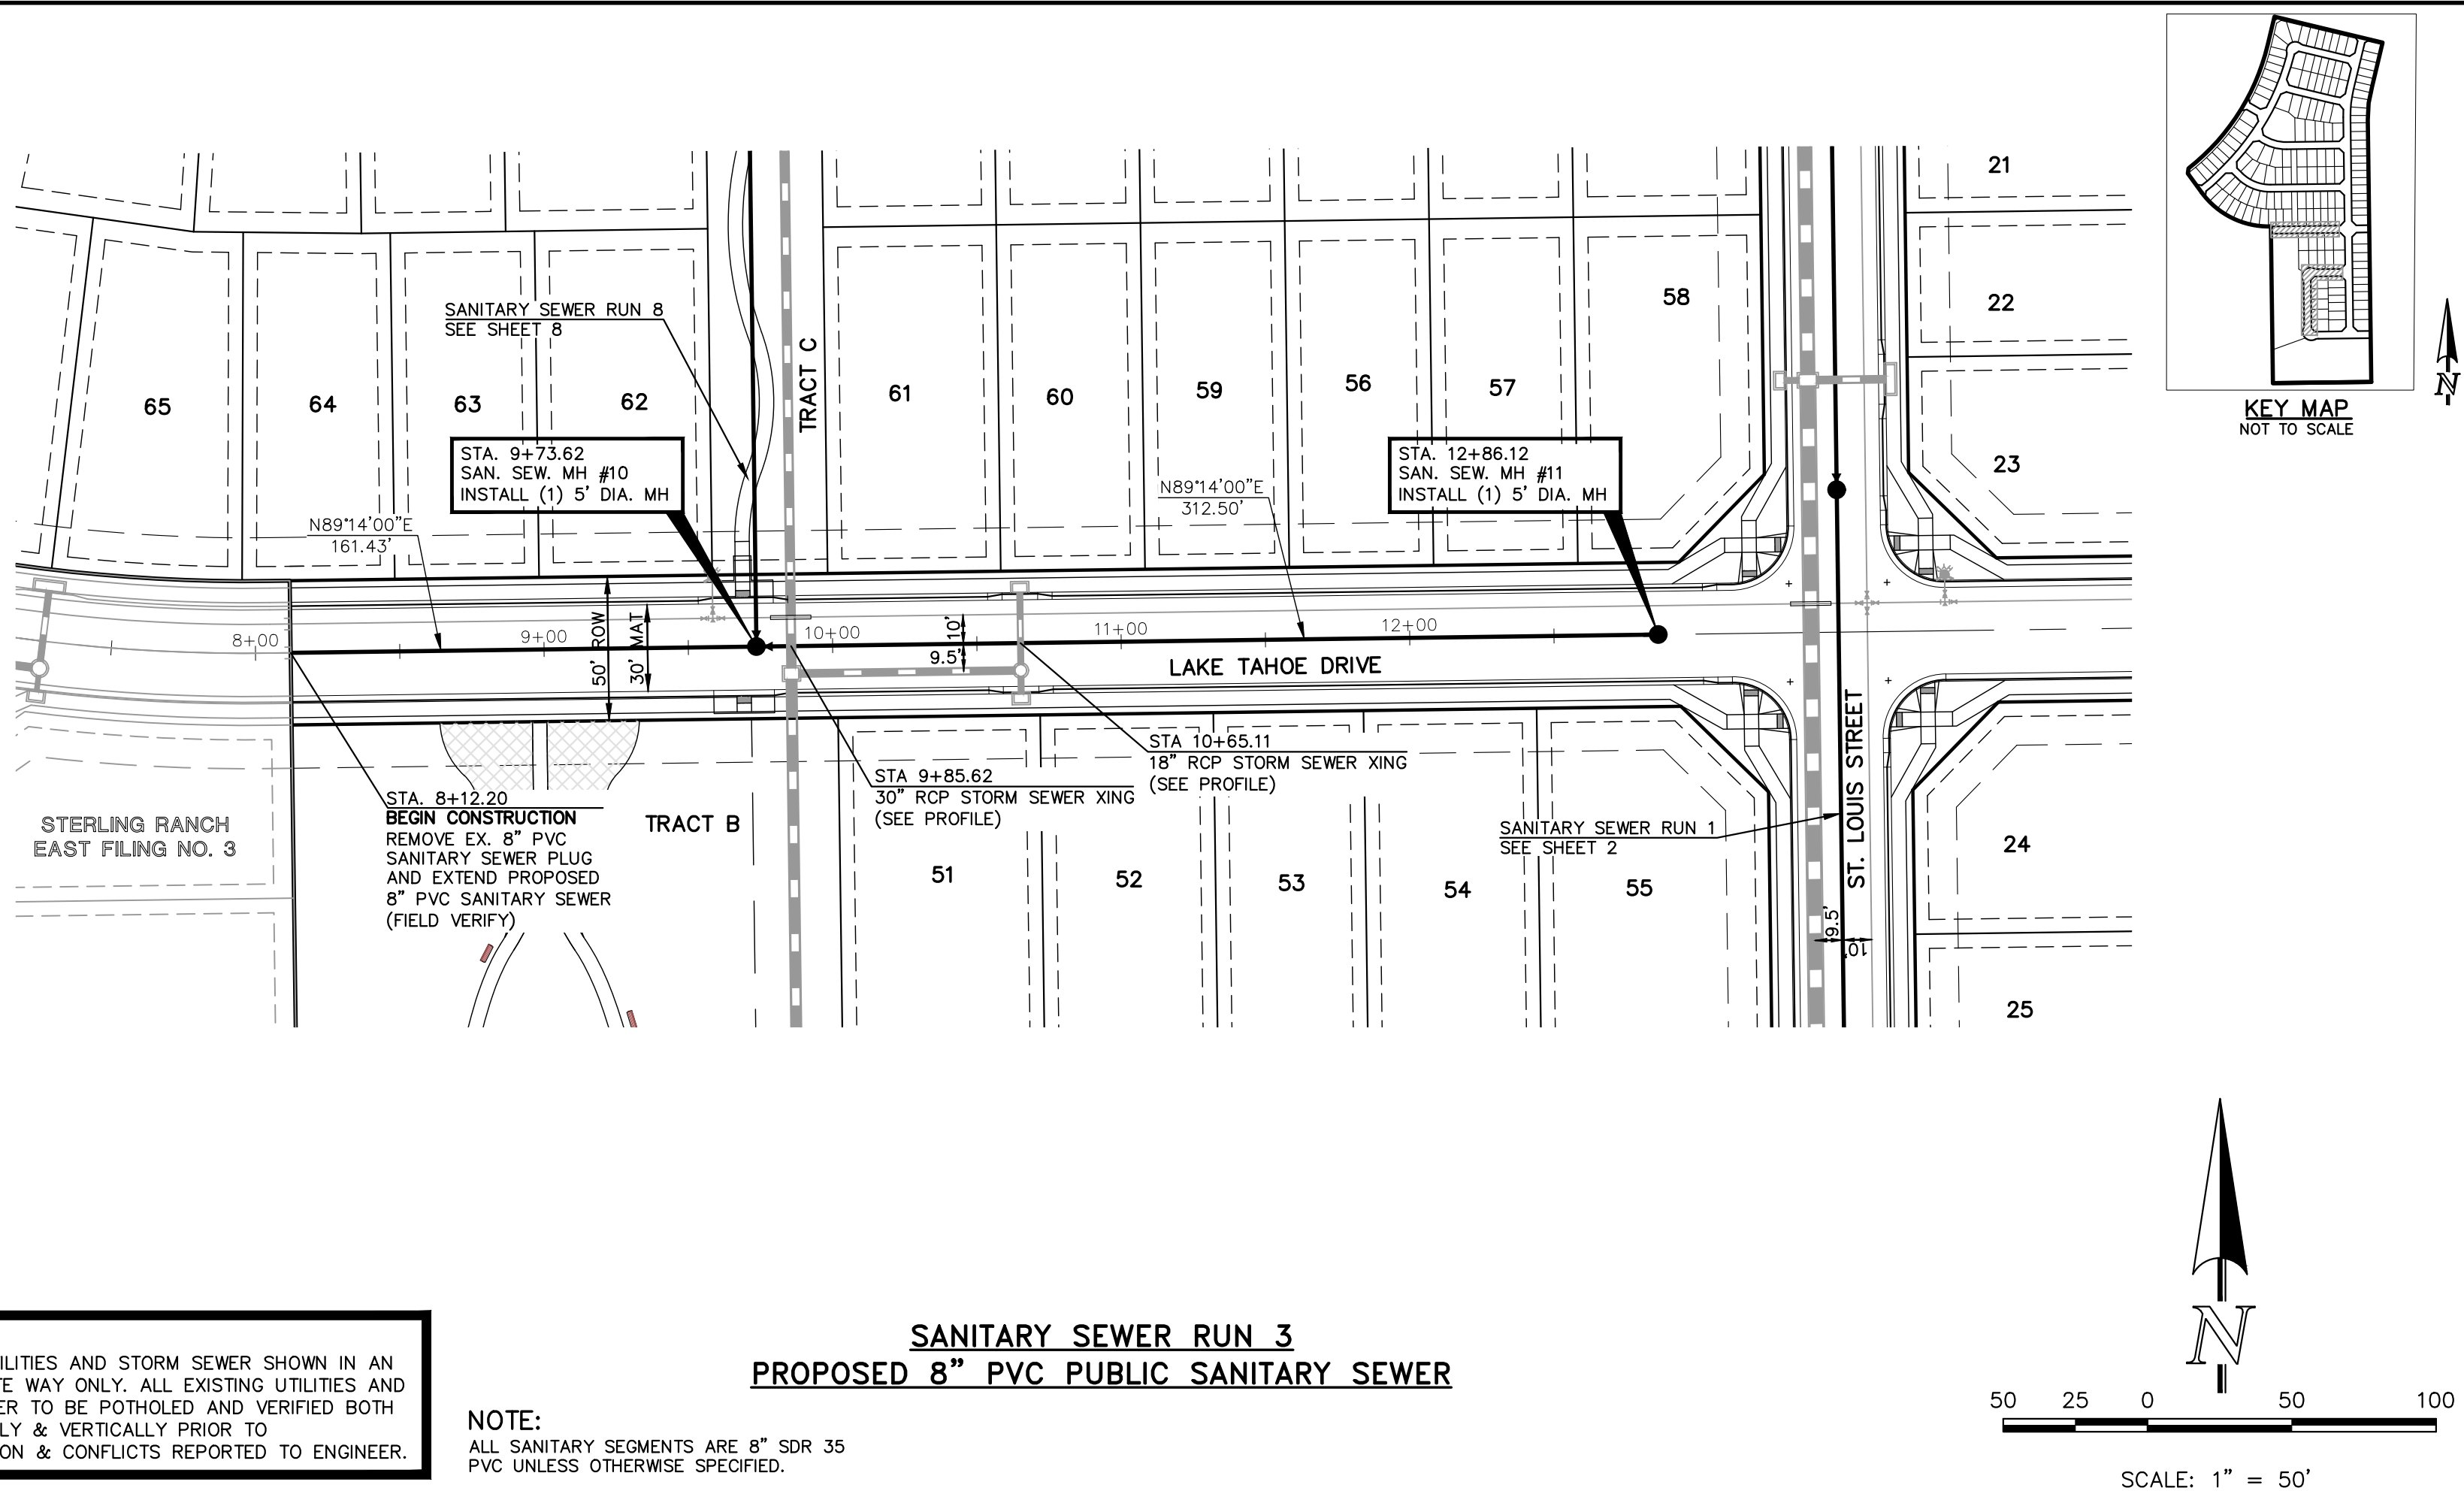 KEY MAP
NOT TO SCALE
N
21
22
23
58
SANITARY SEWER RUN 8
SEE SHEET 8
TRACT C
65
64
63
62
61
60
59
56
57
STA. 9+73.62
SAN. SEW. MH #10
INSTALL (1) 5' DIA. MH
STA. 12+86.12
SAN. SEW. MH #11
INSTALL (1) 5' DIA. MH
N89°14'00"E
161.43'
N89°14'00"E
312.50'
8+00
9+00
10+00
11+00
12+00
50' ROW
30' MAT
10'
9.5'
LAKE TAHOE DRIVE
STA 10+65.11
18" RCP STORM SEWER XING
(SEE PROFILE)
STA 9+85.62
30" RCP STORM SEWER XING
(SEE PROFILE)
STA. 8+12.20
BEGIN CONSTRUCTION
REMOVE EX. 8" PVC
SANITARY SEWER PLUG
AND EXTEND PROPOSED
8" PVC SANITARY SEWER
(FIELD VERIFY)
TRACT B
STERLING RANCH
EAST FILING NO. 3
SANITARY SEWER RUN 1
SEE SHEET 2
ST. LOUIS STREET
9.5'
10'
51
52
53
54
55
24
25
ILITIES AND STORM SEWER SHOWN IN AN
TE WAY ONLY. ALL EXISTING UTILITIES AND
ER TO BE POTHOLED AND VERIFIED BOTH
LY & VERTICALLY PRIOR TO
ON & CONFLICTS REPORTED TO ENGINEER.
SANITARY SEWER RUN 3
PROPOSED 8" PVC PUBLIC SANITARY SEWER
NOTE:
ALL SANITARY SEGMENTS ARE 8" SDR 35
PVC UNLESS OTHERWISE SPECIFIED.
N
50 25 0 50 100
SCALE: 1" = 50'